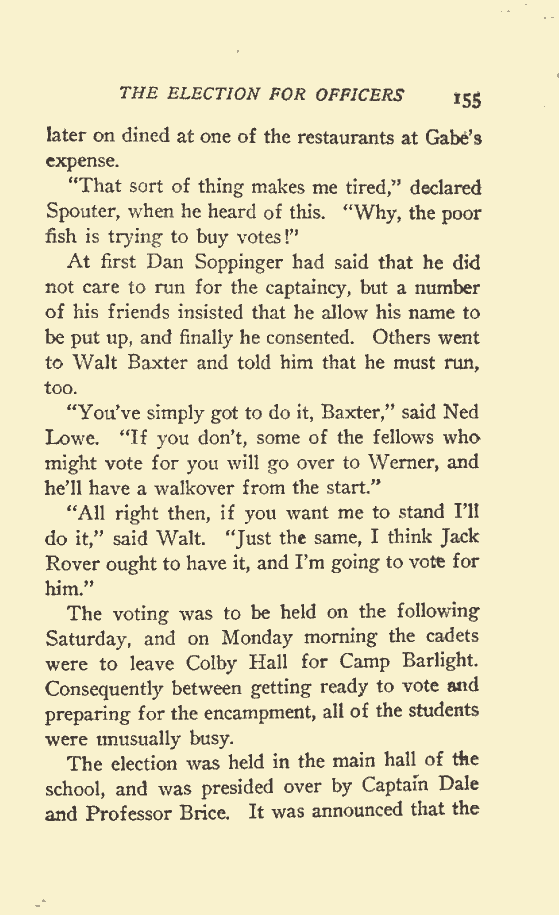 THE ELECTION FOR OFFICERS 155
later on dined at one of the restaurants at Gabe's
expense.
"That sort of thing makes me tired," declared
Spouter, when he heard of this. "Why, the poor
fish is trying to buy votes!"
At first Dan Soppinger had said that he did
not care to run for the captaincy, but a number
of his friends insisted that he allow his name to
be put up, and finally he consented. Others went
to Walt Baxter and told him that he must run,
too.
"You've simply got to do it, Baxter," said Ned
Lowe. "If you don't, some of the fellows who
might vote for you will go over to Werner, and
he'll have a walkover from the start."
"All right then, if you want me to stand I'll
do it," said Walt. "Just the same, I think Jack
Rover ought to have it, and I'm going to vote for
him."
The voting was to be held on the following
Saturday, and on Monday morning the cadets
were to leave Colby Hall for Camp Barlight.
Consequently between getting ready to vote and
preparing for the encampment, all of the students
were unusually busy.
The election was held in the main hall of the
school, and was presided over by Captain Dale
and Professor Brice. It was announced that the